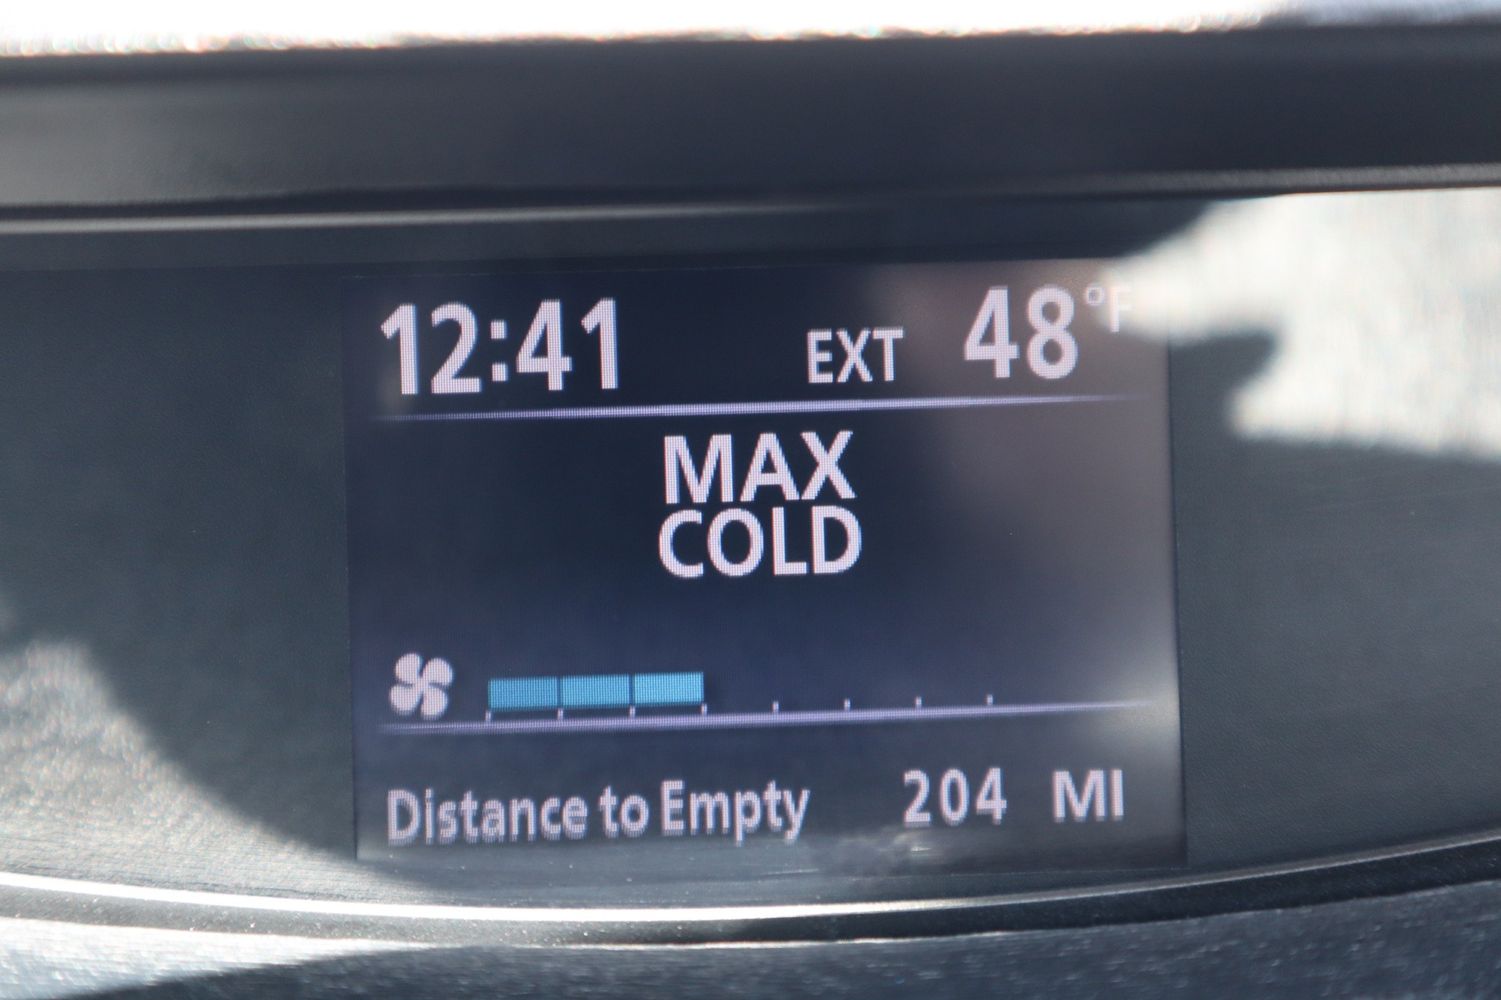 12:41 EXT 48°F
MAX
COLD
Distance to Empty 204 MI